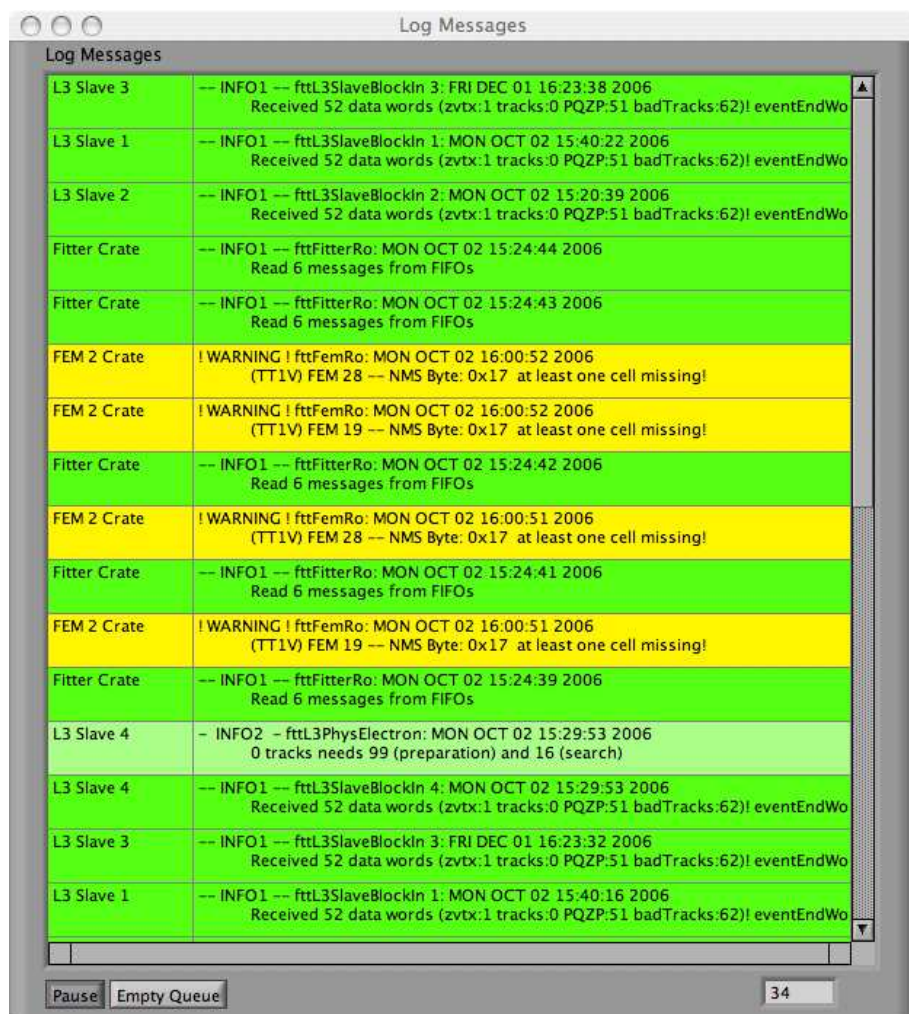 Log Messages
Log Messages
L3 Slave 3 -- INFO1 -- fttL3SlaveBlockIn 3: FRI DEC 01 16:23:38 2006
Received 52 data words (zvtx:1 tracks:0 PQZP:51 badTracks:62)! eventEndWo
L3 Slave 1 -- INFO1 -- fttL3SlaveBlockIn 1: MON OCT 02 15:40:22 2006
Received 52 data words (zvtx:1 tracks:0 PQZP:51 badTracks:62)! eventEndWo
L3 Slave 2 -- INFO1 -- fttL3SlaveBlockIn 2: MON OCT 02 15:20:39 2006
Received 52 data words (zvtx:1 tracks:0 PQZP:51 badTracks:62)! eventEndWo
Fitter Crate -- INFO1 -- fttFitterRo: MON OCT 02 15:24:44 2006
Read 6 messages from FIFOs
Fitter Crate -- INFO1 -- fttFitterRo: MON OCT 02 15:24:43 2006
Read 6 messages from FIFOs
FEM 2 Crate ! WARNING ! fttFemRo: MON OCT 02 16:00:52 2006
(TT1V) FEM 28 -- NMS Byte: 0x17 at least one cell missing!
FEM 2 Crate ! WARNING ! fttFemRo: MON OCT 02 16:00:52 2006
(TT1V) FEM 19 -- NMS Byte: 0x17 at least one cell missing!
Fitter Crate -- INFO1 -- fttFitterRo: MON OCT 02 15:24:42 2006
Read 6 messages from FIFOs
FEM 2 Crate ! WARNING ! fttFemRo: MON OCT 02 16:00:51 2006
(TT1V) FEM 28 -- NMS Byte: 0x17 at least one cell missing!
Fitter Crate -- INFO1 -- fttFitterRo: MON OCT 02 15:24:41 2006
Read 6 messages from FIFOs
FEM 2 Crate ! WARNING ! fttFemRo: MON OCT 02 16:00:51 2006
(TT1V) FEM 19 -- NMS Byte: 0x17 at least one cell missing!
Fitter Crate -- INFO1 -- fttFitterRo: MON OCT 02 15:24:39 2006
Read 6 messages from FIFOs
L3 Slave 4 - INFO2 - fttL3PhysElectron: MON OCT 02 15:29:53 2006
0 tracks needs 99 (preparation) and 16 (search)
L3 Slave 4 -- INFO1 -- fttL3SlaveBlockIn 4: MON OCT 02 15:29:53 2006
Received 52 data words (zvtx:1 tracks:0 PQZP:51 badTracks:62)! eventEndWo
L3 Slave 3 -- INFO1 -- fttL3SlaveBlockIn 3: FRI DEC 01 16:23:32 2006
Received 52 data words (zvtx:1 tracks:0 PQZP:51 badTracks:62)! eventEndWo
L3 Slave 1 -- INFO1 -- fttL3SlaveBlockIn 1: MON OCT 02 15:40:16 2006
Received 52 data words (zvtx:1 tracks:0 PQZP:51 badTracks:62)! eventEndWo
Pause Empty Queue 34